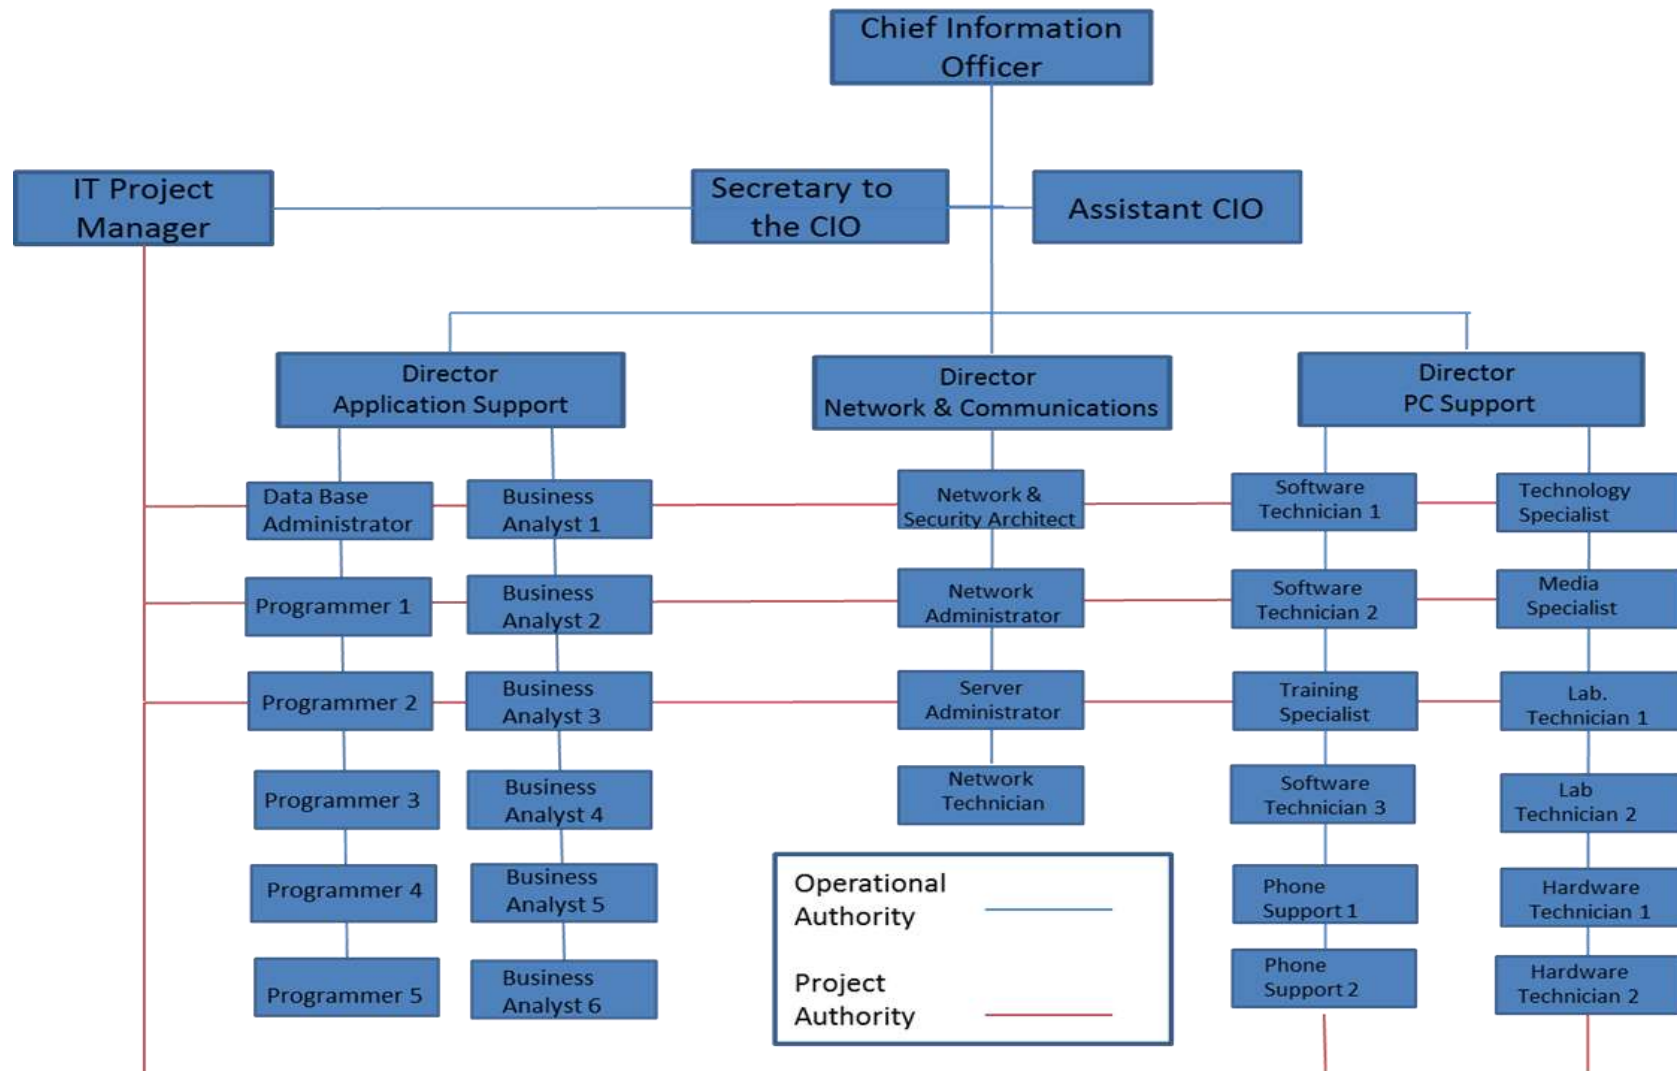 Chief Information
Officer
IT Project
Manager
Secretary to
the CIO
Assistant CIO
Director
Application Support
Director
Network & Communications
Director
PC Support
Data Base
Administrator
Business
Analyst 1
Network &
Security Architect
Software
Technician 1
Technology
Specialist
Programmer 1
Business
Analyst 2
Network
Administrator
Software
Technician 2
Media
Specialist
Programmer 2
Business
Analyst 3
Server
Administrator
Training
Specialist
Lab.
Technician 1
Programmer 3
Business
Analyst 4
Network
Technician
Software
Technician 3
Lab
Technician 2
Programmer 4
Business
Analyst 5
Phone
Support 1
Hardware
Technician 1
Programmer 5
Business
Analyst 6
Phone
Support 2
Hardware
Technician 2
Operational
Authority
Project
Authority